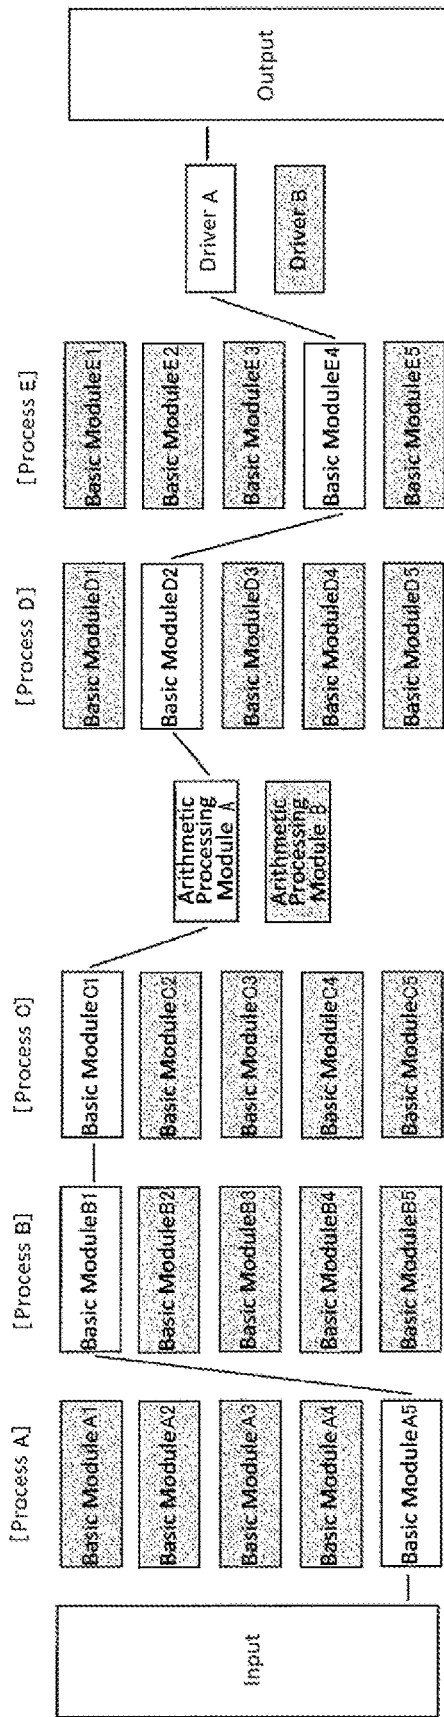 Input
[Process A]
Basic ModuleA1
Basic ModuleA2
Basic ModuleA3
Basic ModuleA4
Basic ModuleA5
[Process B]
Basic ModuleB1
Basic ModuleB2
Basic ModuleB3
Basic ModuleB4
Basic ModuleB5
[Process C]
Basic ModuleC1
Basic ModuleC2
Basic ModuleC3
Basic ModuleC4
Basic ModuleC5
Arithmetic
Processing
Module A
Arithmetic
Processing
Module B
[Process D]
Basic ModuleD1
Basic ModuleD2
Basic ModuleD3
Basic ModuleD4
Basic ModuleD5
[Process E]
Basic ModuleE1
Basic ModuleE2
Basic ModuleE3
Basic ModuleE4
Basic ModuleE5
Driver A
Driver B
Output